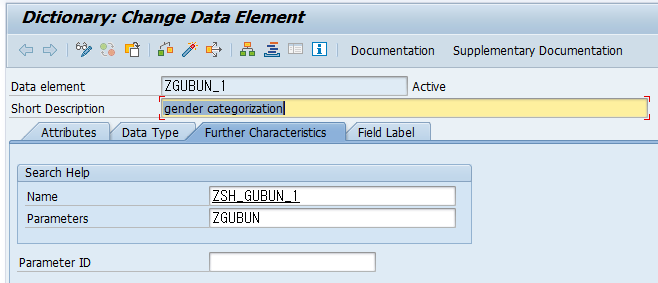 Dictionary: Change Data Element
Documentation Supplementary Documentation
Data element ZGUBUN_1 Active
Short Description gender categorization
Attributes Data Type Further Characteristics Field Label
Search Help
Name ZSH_GUBUN_1
Parameters ZGUBUN
Parameter ID